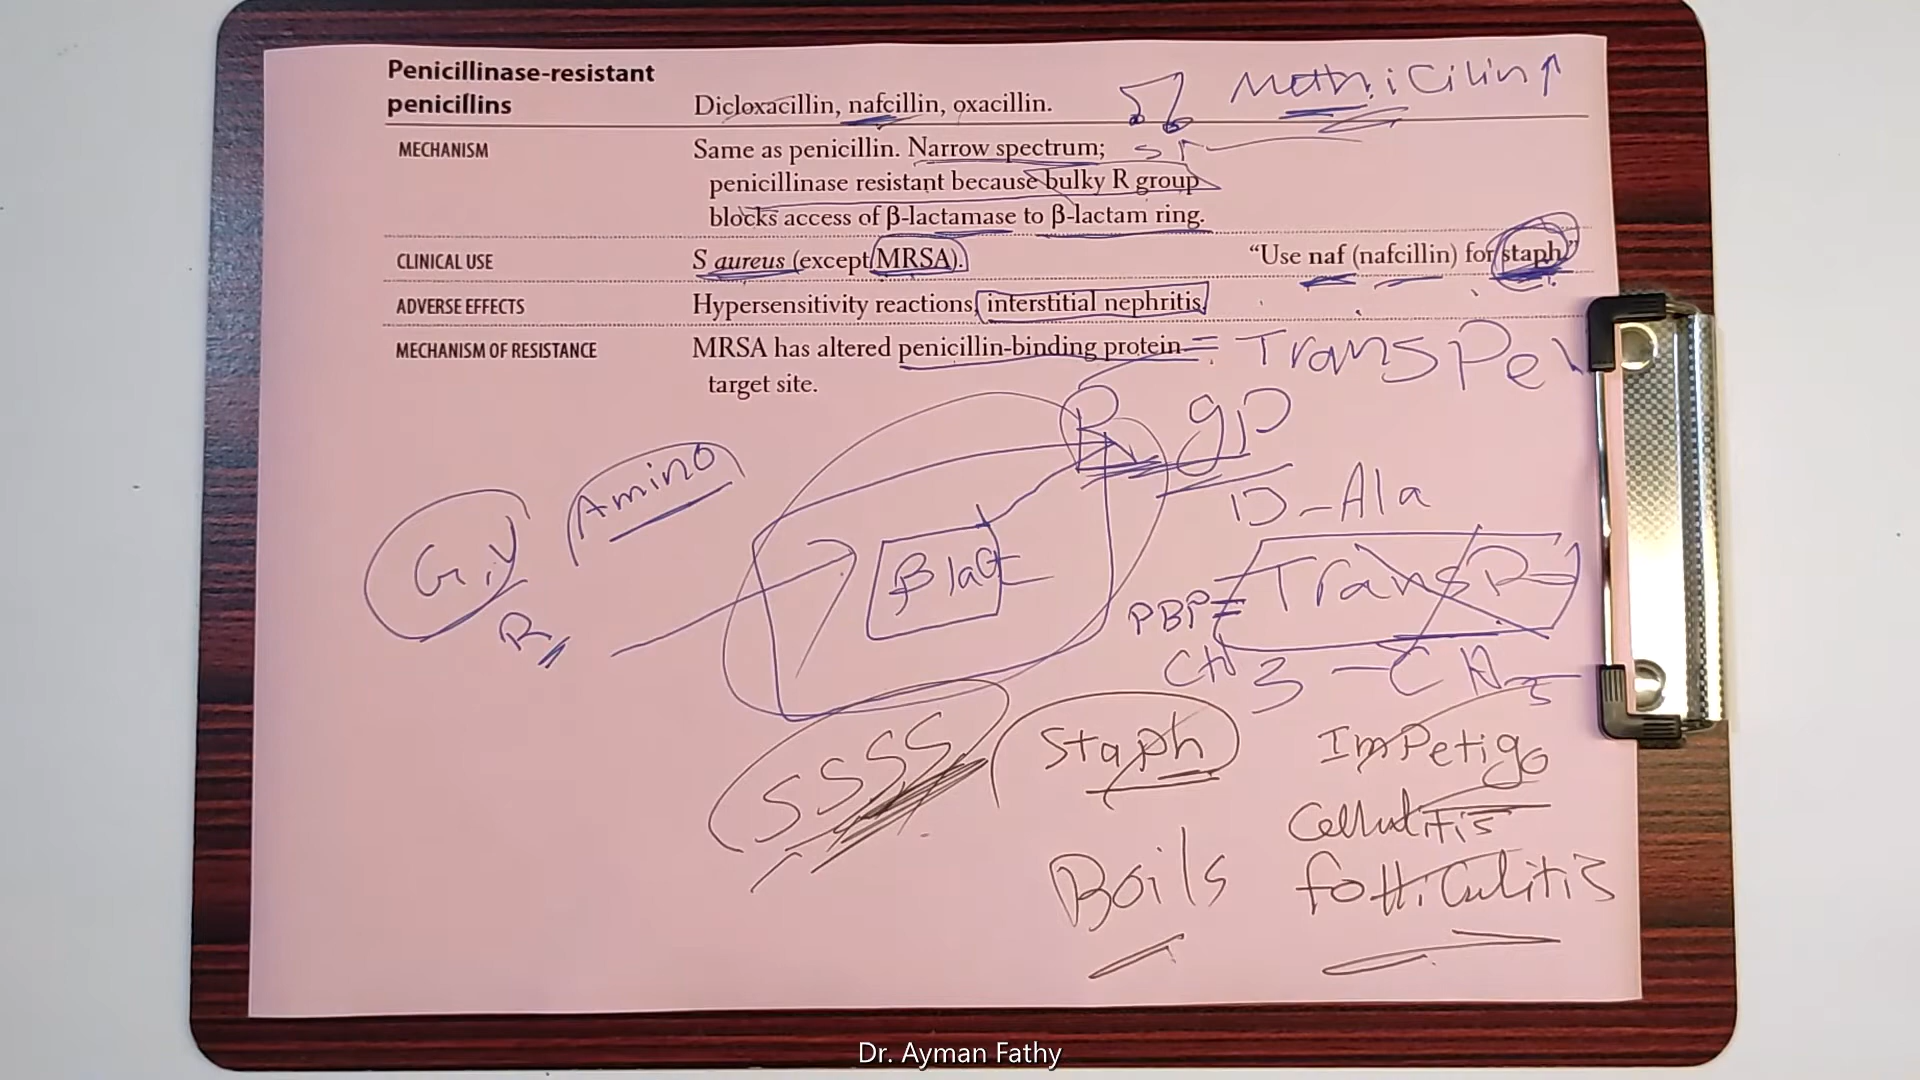 Penicillinase-resistant
penicillins
Dicloxacillin, nafcillin, oxacillin.
Methicilin↑
MECHANISM
Same as penicillin. Narrow spectrum;
penicillinase resistant because bulky R group
blocks access of β-lactamase to β-lactam ring.
CLINICAL USE
S aureus (except MRSA).
“Use naf (nafcillin) for staph”
ADVERSE EFFECTS
Hypersensitivity reactions, interstitial nephritis.
MECHANISM OF RESISTANCE
MRSA has altered penicillin-binding protein
target site.
= TransPe
R gp
D-Ala
G,V
Amino
R
β lact
PBP = TransP
CH3
SSSS
Staph
Impetigo
Cellulitis
Boils
folliculitis
Dr. Ayman Fathy